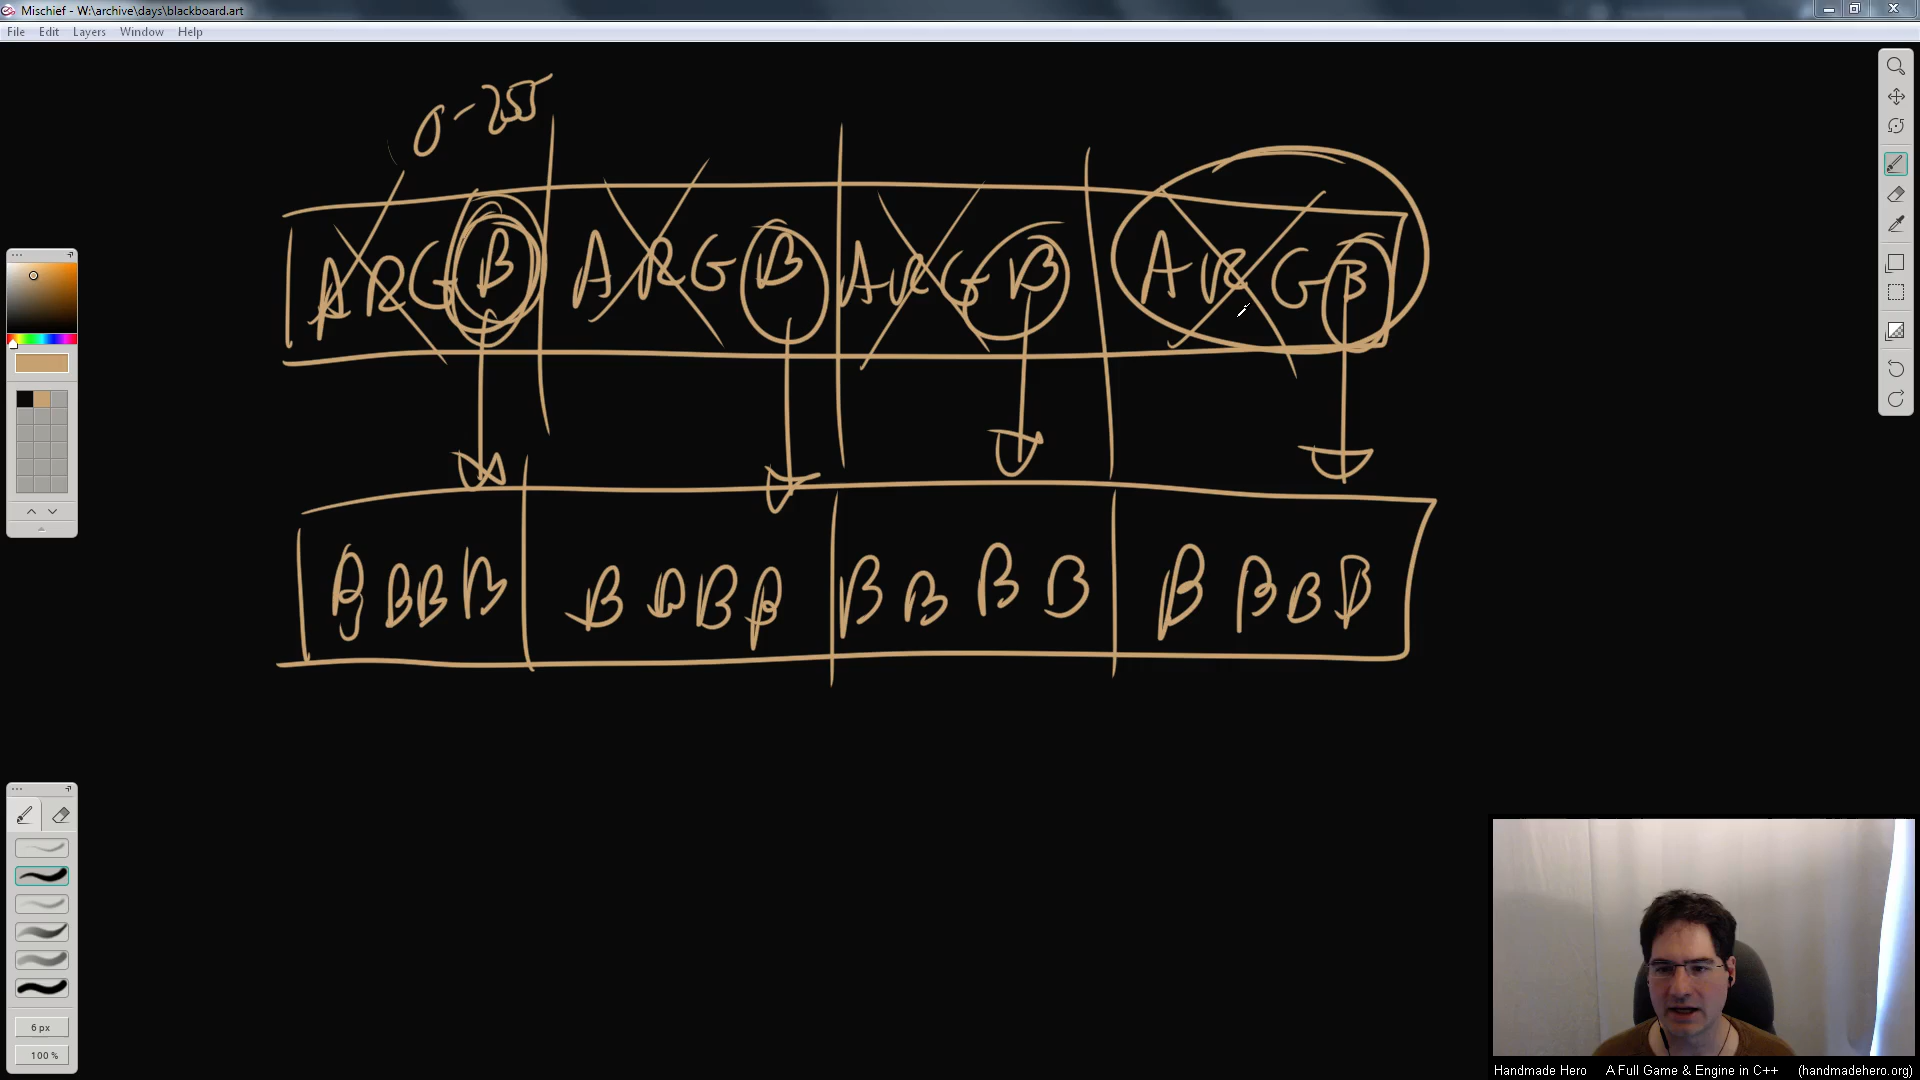 Mischief - W:\archive\days\blackboard.art
File Edit Layers Window Help
0-255
ARGB ARGB ARGB ARGB
BBBB BBBB BBBB BBBB
6 px
100 %
Handmade Hero A Full Game & Engine in C++ (handmadehero.org)